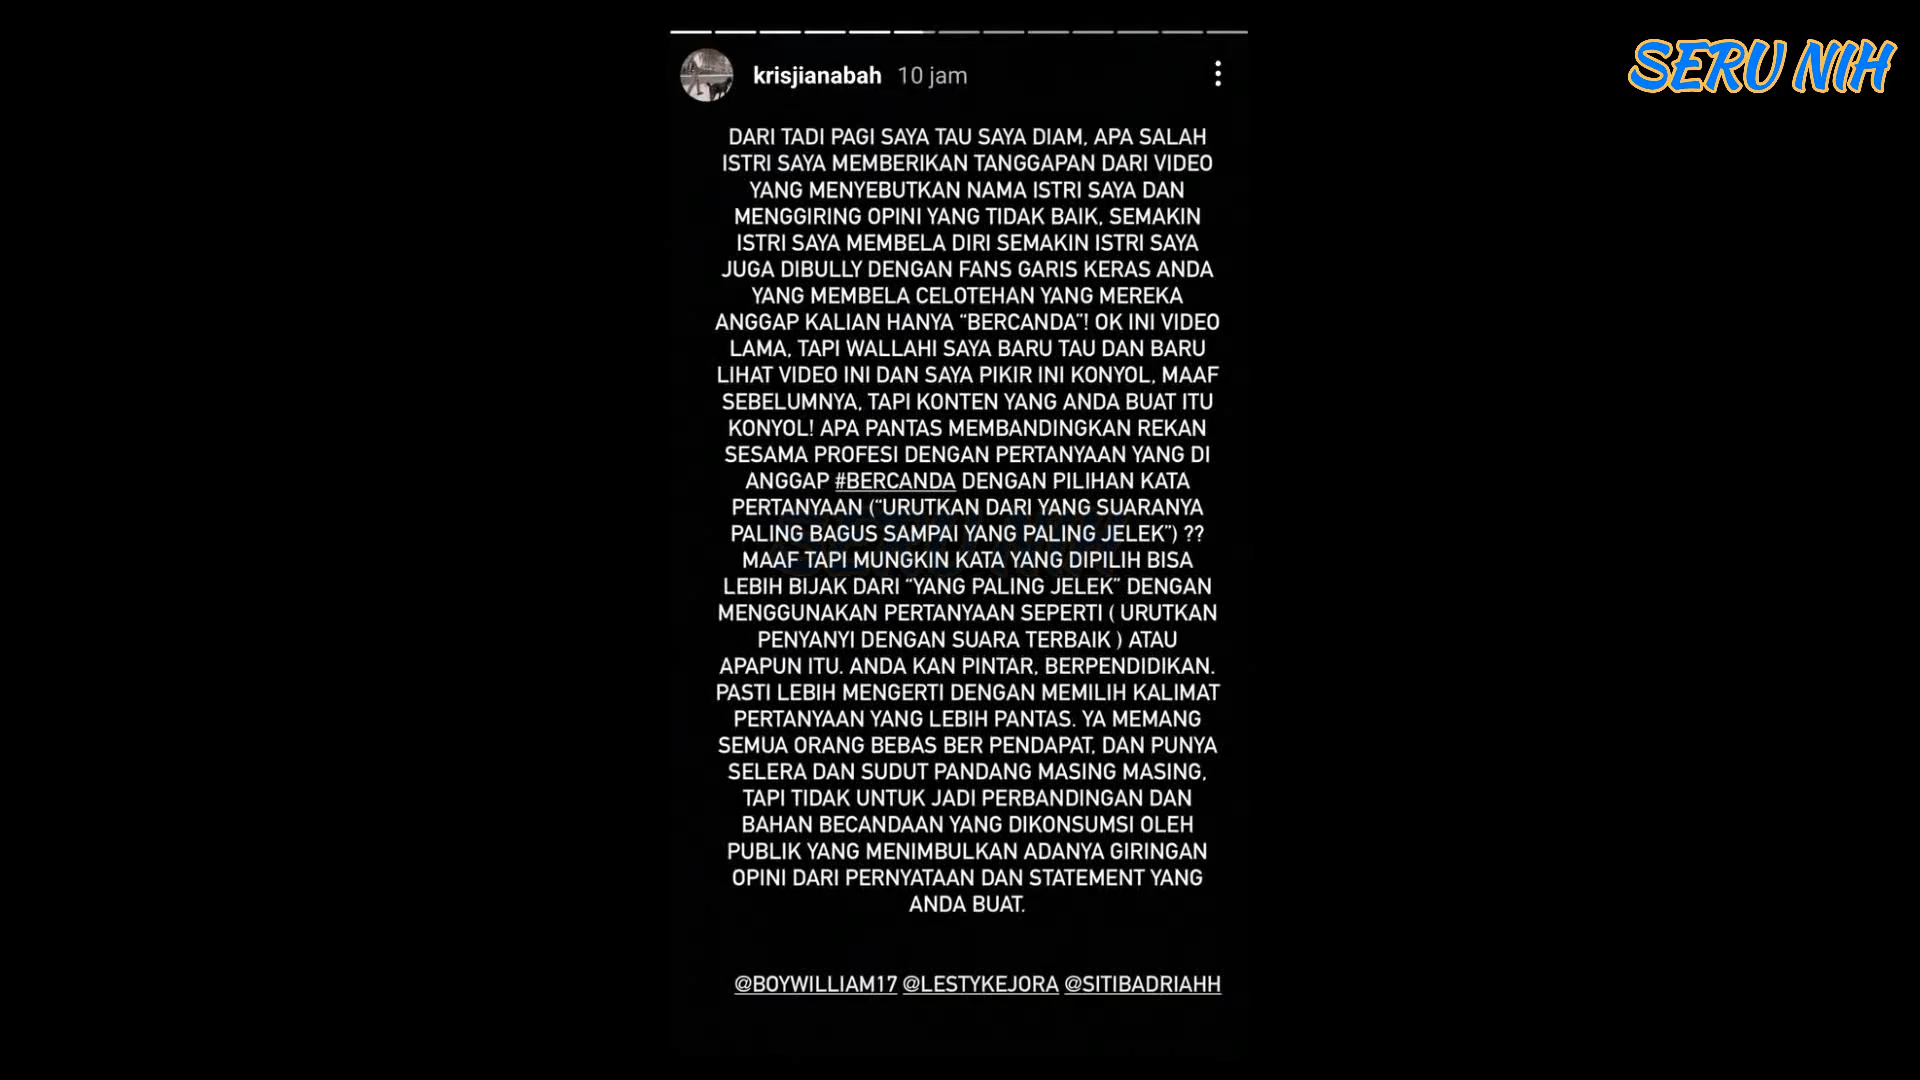 SERU NIH
krisjianabah 10 jam
DARI TADI PAGI SAYA TAU SAYA DIAM, APA SALAH
ISTRI SAYA MEMBERIKAN TANGGAPAN DARI VIDEO
YANG MENYEBUTKAN NAMA ISTRI SAYA DAN
MENGGIRING OPINI YANG TIDAK BAIK, SEMAKIN
ISTRI SAYA MEMBELA DIRI SEMAKIN ISTRI SAYA
JUGA DIBULLY DENGAN FANS GARIS KERAS ANDA
YANG MEMBELA CELOTEHAN YANG MEREKA
ANGGAP KALIAN HANYA “BERCANDA”! OK INI VIDEO
LAMA, TAPI WALLAHI SAYA BARU TAU DAN BARU
LIHAT VIDEO INI DAN SAYA PIKIR INI KONYOL, MAAF
SEBELUMNYA, TAPI KONTEN YANG ANDA BUAT ITU
KONYOL! APA PANTAS MEMBANDINGKAN REKAN
SESAMA PROFESI DENGAN PERTANYAAN YANG DI
ANGGAP #BERCANDA DENGAN PILIHAN KATA
PERTANYAAN (“URUTKAN DARI YANG SUARANYA
PALING BAGUS SAMPAI YANG PALING JELEK”) ??
MAAF TAPI MUNGKIN KATA YANG DIPILIH BISA
LEBIH BIJAK DARI “YANG PALING JELEK” DENGAN
MENGGUNAKAN PERTANYAAN SEPERTI ( URUTKAN
PENYANYI DENGAN SUARA TERBAIK ) ATAU
APAPUN ITU. ANDA KAN PINTAR, BERPENDIDIKAN.
PASTI LEBIH MENGERTI DENGAN MEMILIH KALIMAT
PERTANYAAN YANG LEBIH PANTAS. YA MEMANG
SEMUA ORANG BEBAS BER PENDAPAT, DAN PUNYA
SELERA DAN SUDUT PANDANG MASING MASING,
TAPI TIDAK UNTUK JADI PERBANDINGAN DAN
BAHAN BECANDAAN YANG DIKONSUMSI OLEH
PUBLIK YANG MENIMBULKAN ADANYA GIRINGAN
OPINI DARI PERNYATAAN DAN STATEMENT YANG
ANDA BUAT.
@BOYWILLIAM17 @LESTYKEJORA @SITIBADRIAHH